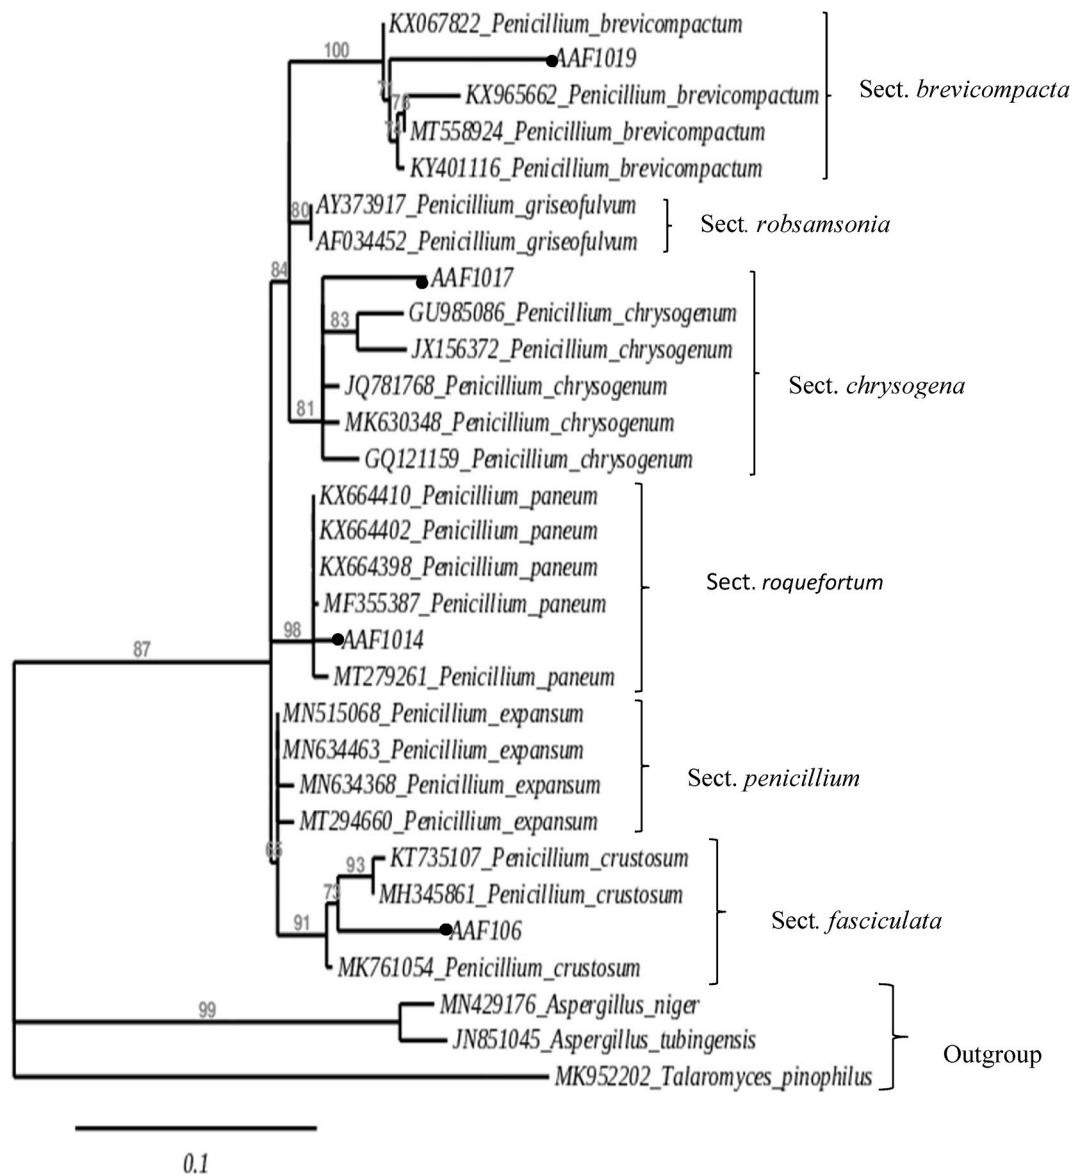 KX067822_Penicillium_brevicompactum
100
AAF1019
Sect. brevicompacta
KX965662_Penicillium_brevicompactum
MT558924_Penicillium_brevicompactum
KY401116_Penicillium_brevicompactum
AY373917_Penicillium_griseofulvum
80
Sect. robsamsonia
AF034452_Penicillium_griseofulvum
84
AAF1017
GU985086_Penicillium_chrysogenum
83
JX156372_Penicillium_chrysogenum
JQ781768_Penicillium_chrysogenum
Sect. chrysogena
81
MK630348_Penicillium_chrysogenum
GQ121159_Penicillium_chrysogenum
KX664410_Penicillium_paneum
KX664402_Penicillium_paneum
KX664398_Penicillium_paneum
Sect. roquefortum
MF355387_Penicillium_paneum
98
AAF1014
87
MT279261_Penicillium_paneum
MN515068_Penicillium_expansum
MN634463_Penicillium_expansum
Sect. penicillium
MN634368_Penicillium_expansum
MT294660_Penicillium_expansum
KT735107_Penicillium_crustosum
93
73
MH345861_Penicillium_crustosum
91
Sect. fasciculata
AAF106
MK761054_Penicillium_crustosum
MN429176_Aspergillus_niger
99
JN851045_Aspergillus_tubingensis
Outgroup
MK952202_Talaromyces_pinophilus
0.1